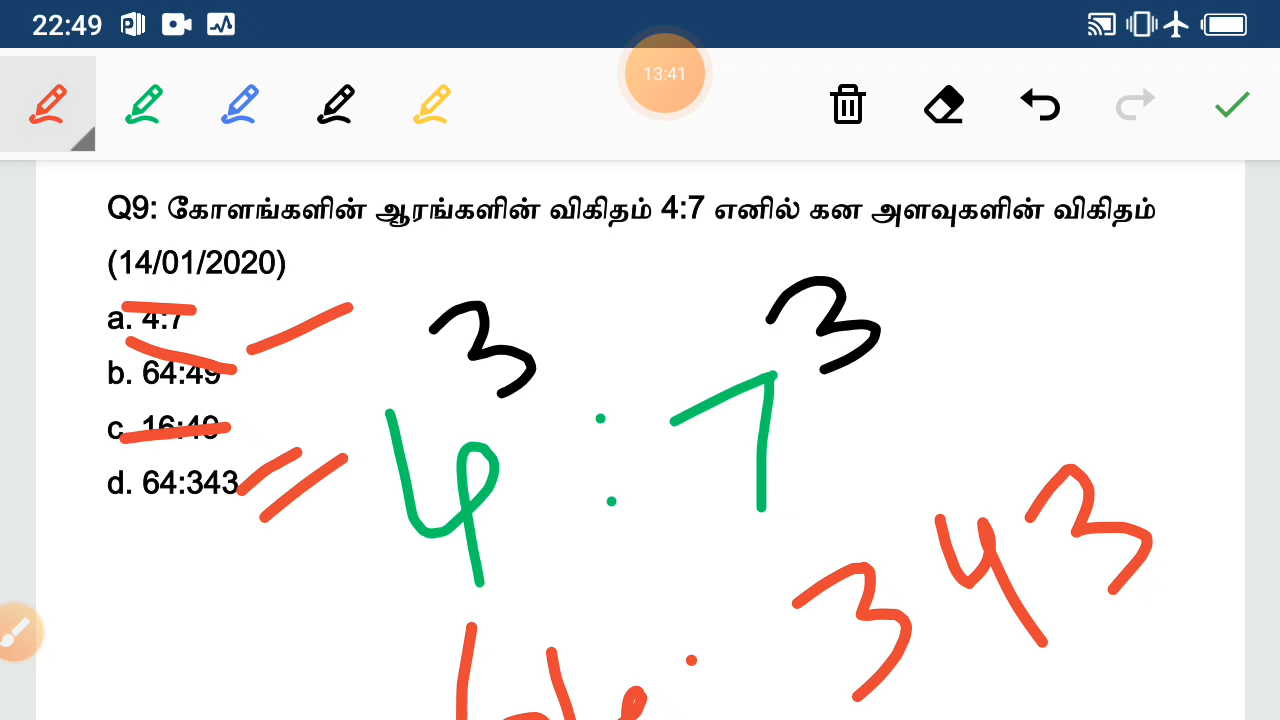 22:49
13:41
Q9: கோளங்களின் ஆரங்களின் விகிதம் 4:7 எனில் கன அளவுகளின் விகிதம்
(14/01/2020)
a. 4:7
b. 64:49
c. 16:49
d. 64:343
3 3
4 : 7
64 : 343